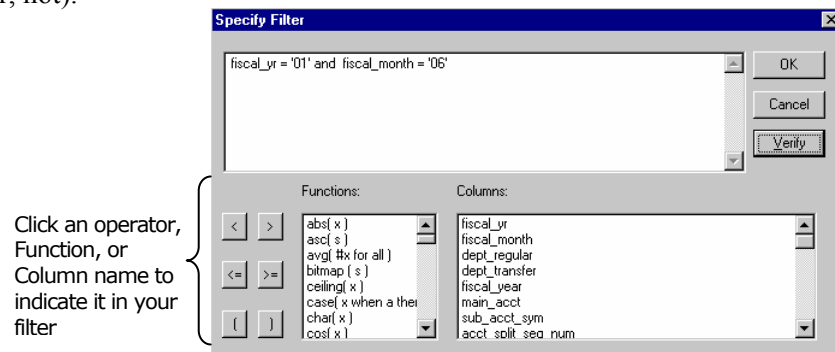 r, not).
Specify Filter
fiscal_yr = '01' and fiscal_month = '06'
OK
Cancel
Verify
Functions:
Columns:
Click an operator,
Function, or
Column name to
indicate it in your
filter
< >
<= >=
( )
abs( x )
asc( s )
avg( #x for all )
bitmap ( s )
ceiling( x )
case( x when a ther
char( x )
cos( x )
fiscal_yr
fiscal_month
dept_regular
dept_transfer
fiscal_year
main_acct
sub_acct_sym
acct_split_seq_num